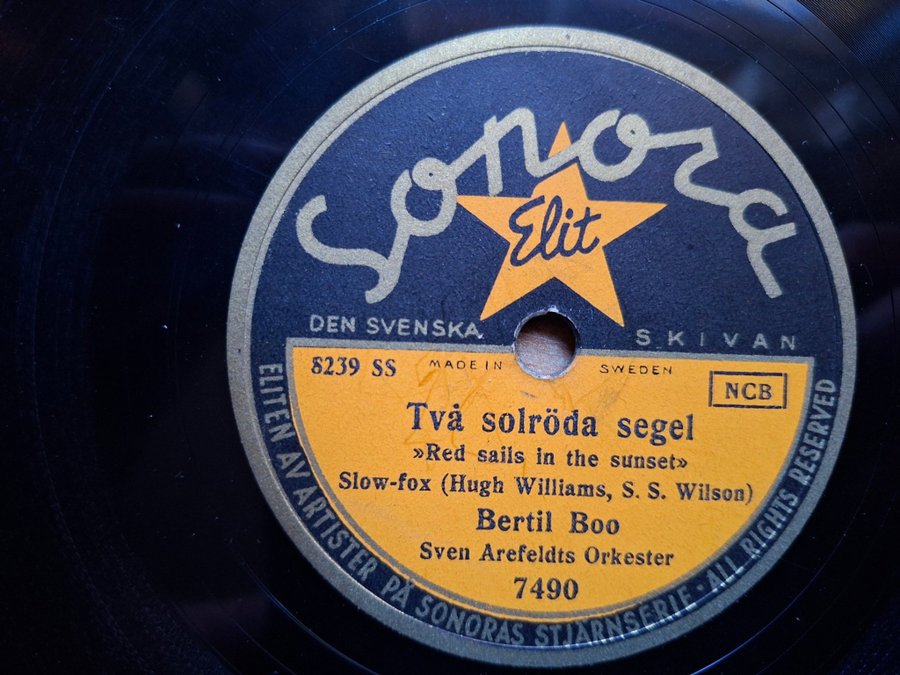 Sonora
Elit
DEN SVENSKA SKIVAN
8239 SS MADE IN SWEDEN
NCB
Två solröda segel
»Red sails in the sunset»
Slow-fox (Hugh Williams, S. S. Wilson)
Bertil Boo
Sven Arefeldts Orkester
7490
ELITEN AV ARTISTER PÅ SONORAS STJÄRNSERIE · ALL RIGHTS RESERVED